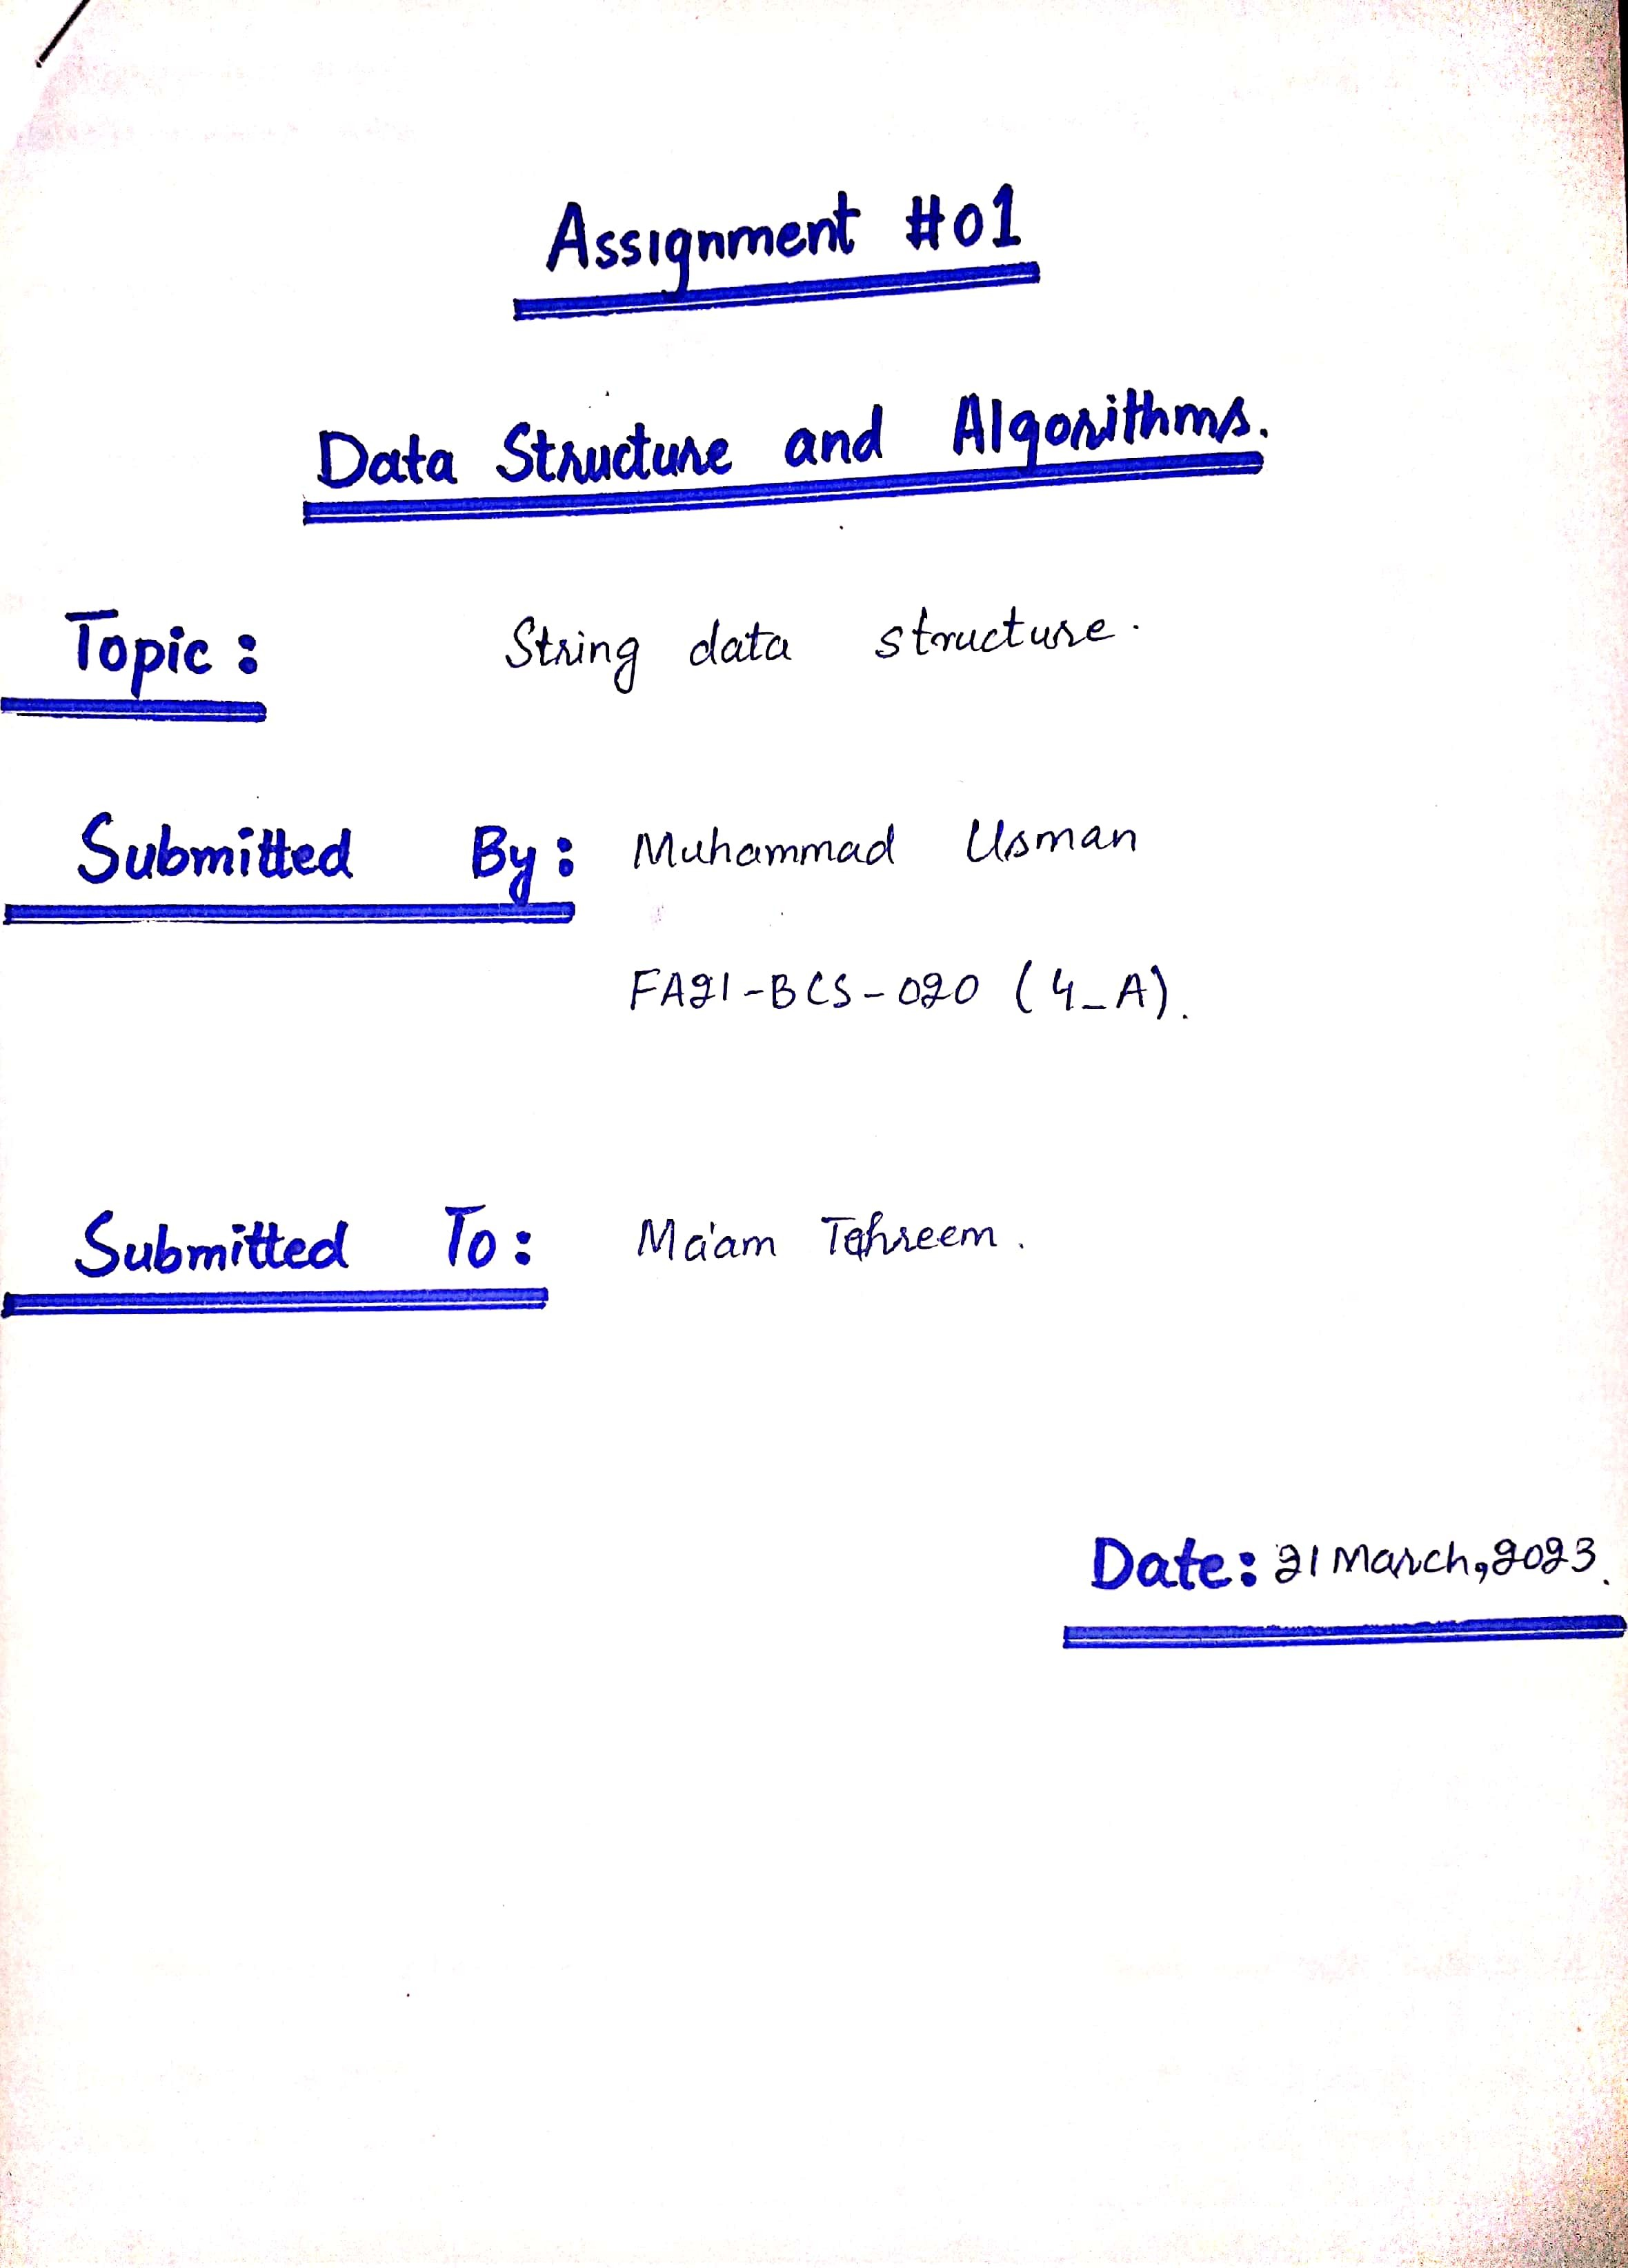 Assignment #01
Data Structure and Algorithms.
Topic: String data structure.
Submitted By: Muhammad Usman
FA21-BCS-020 (4_A).
Submitted To: Ma'am Tehreem.
Date: 21 March, 2023.